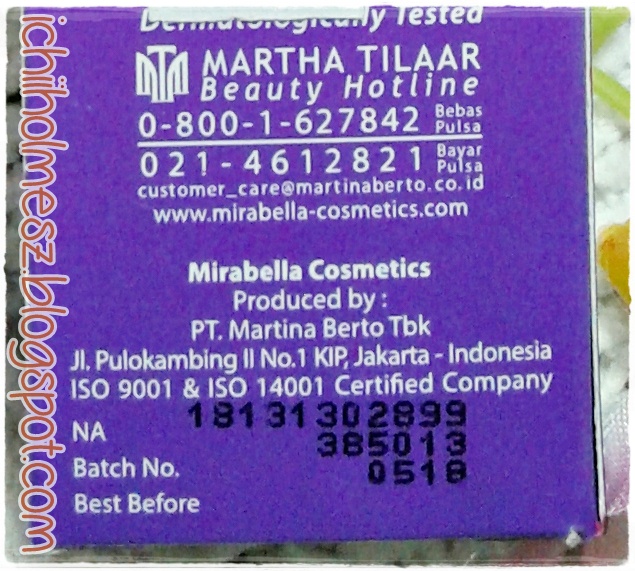 Dermatologically Tested
MARTHA TILAAR
Beauty Hotline
0-800-1-627842 Bebas Pulsa
021-4612821 Bayar Pulsa
customer_care@martinaberto.co.id
www.mirabella-cosmetics.com
Mirabella Cosmetics
Produced by :
PT. Martina Berto Tbk
Jl. Pulokambing II No.1 KIP, Jakarta - Indonesia
ISO 9001 & ISO 14001 Certified Company
NA 18131302899
Batch No. 385013
Best Before 0518
ichiiholmesz.blogspot.com